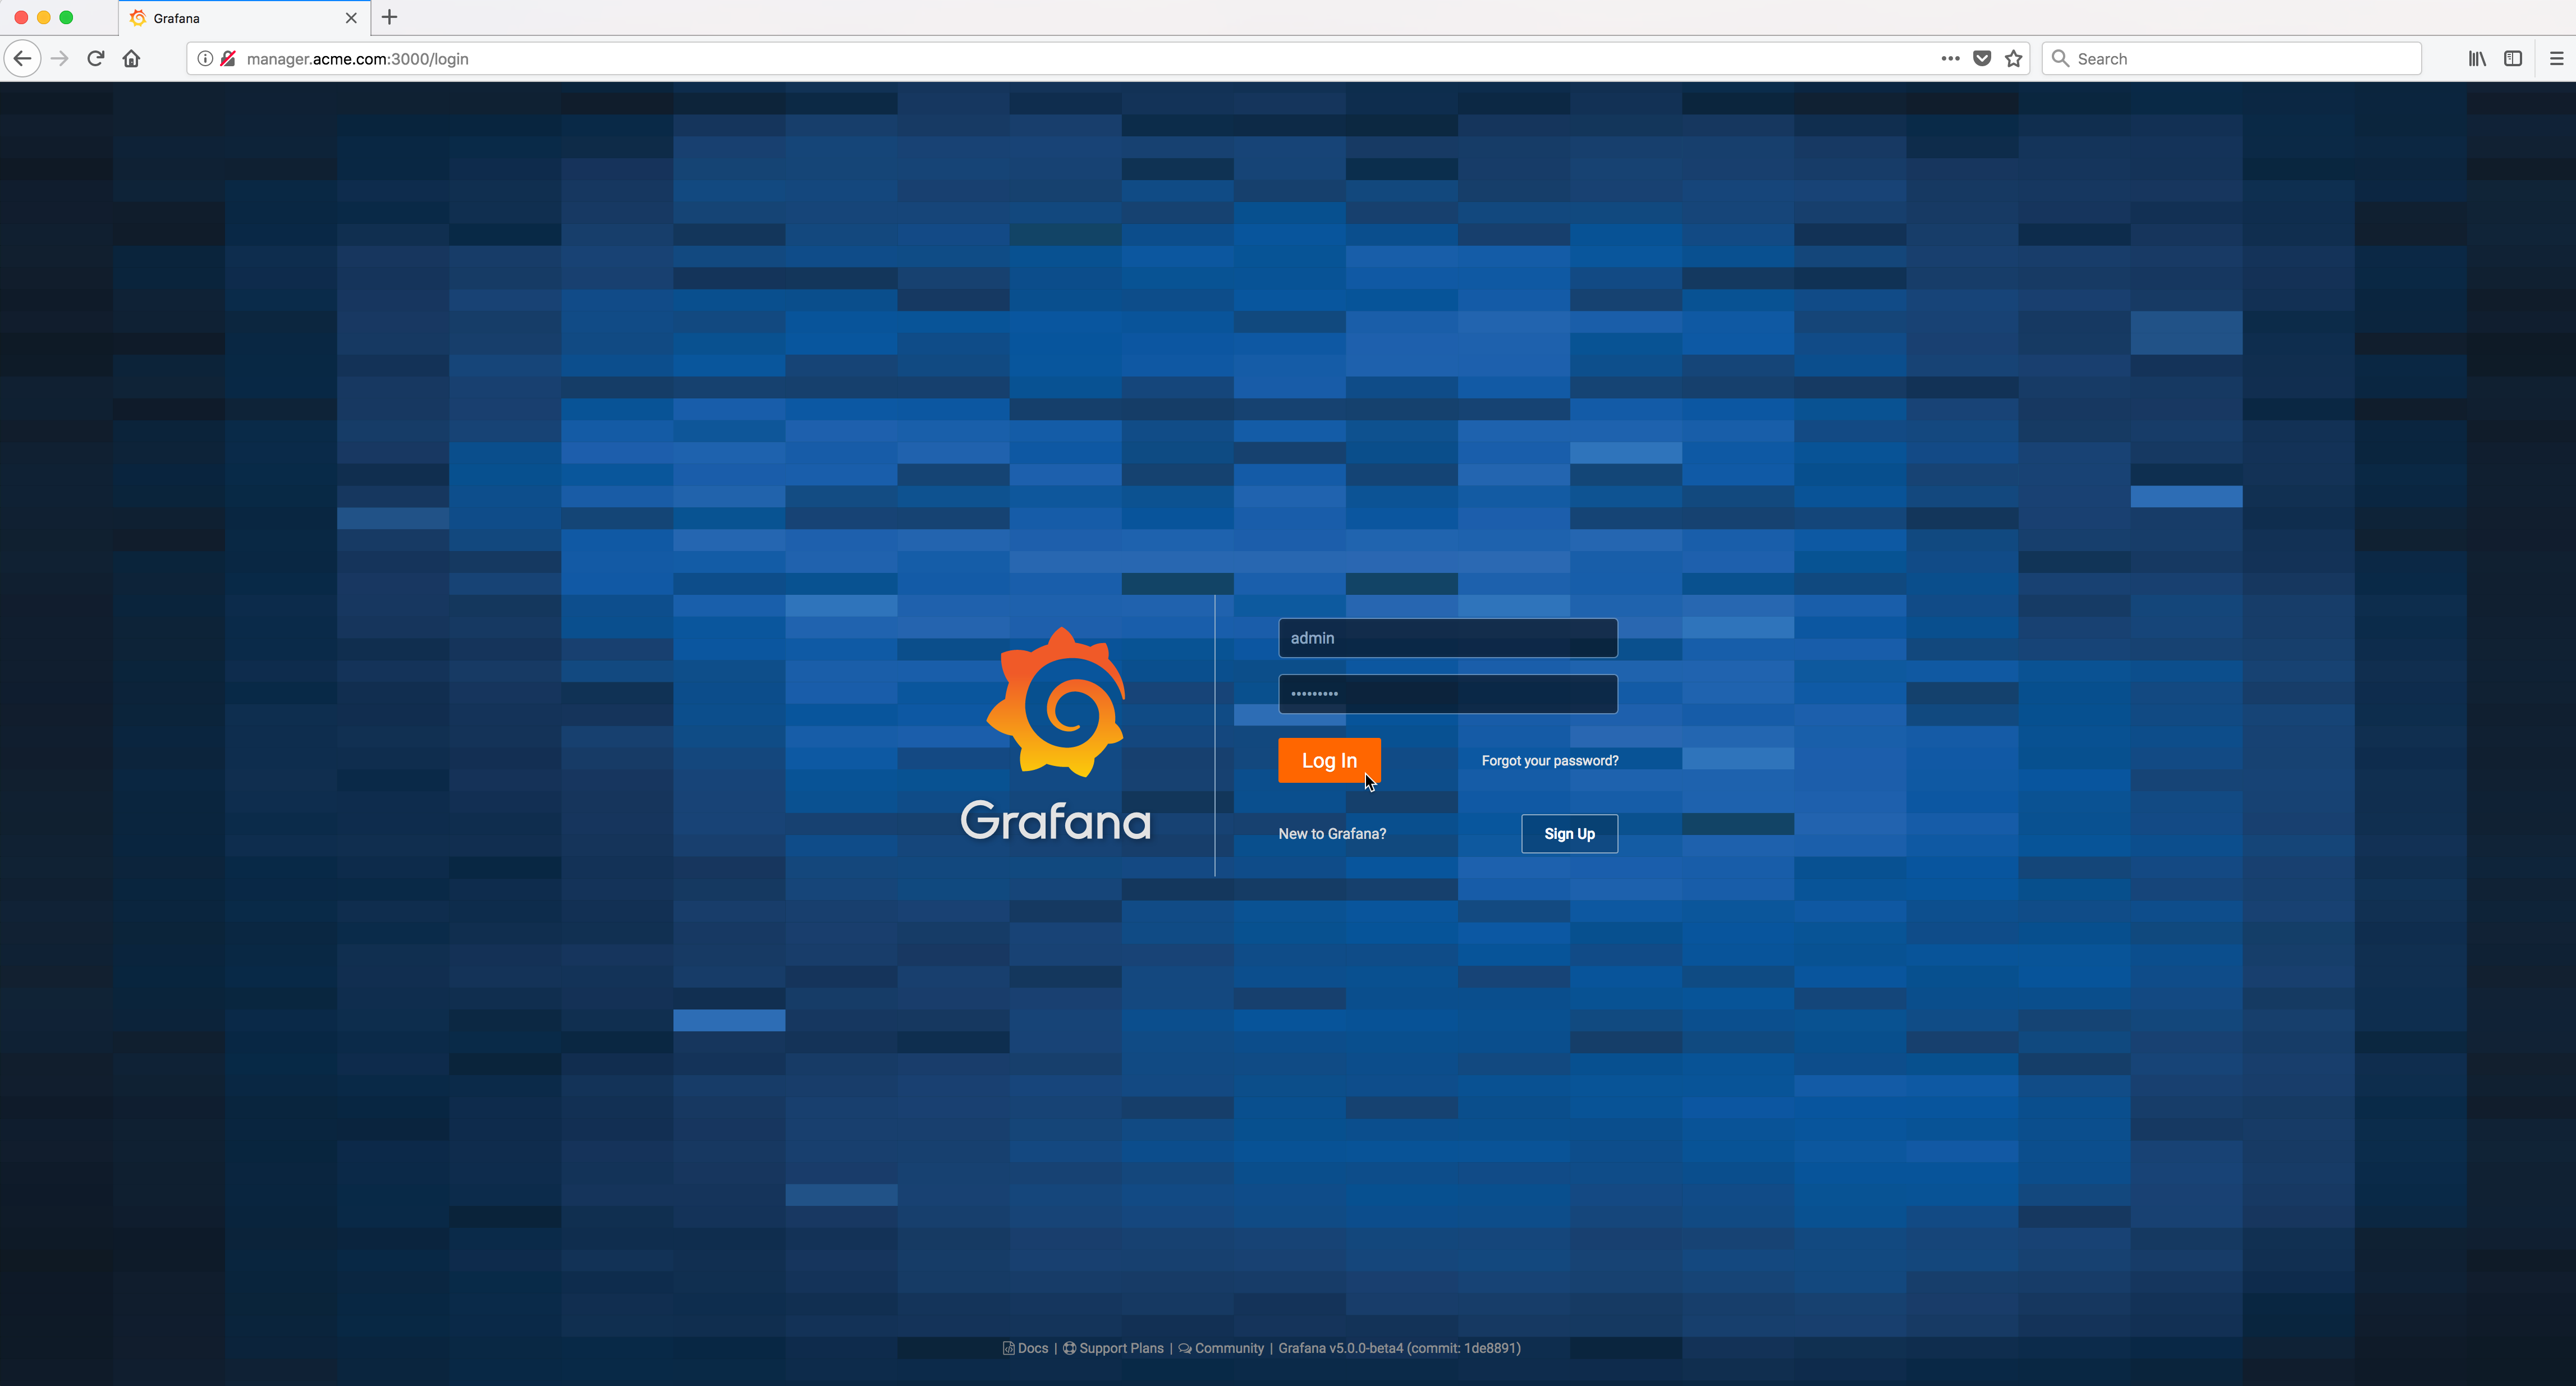 Grafana
manager.acme.com:3000/login
Search
admin
•••••••••
Log In
Forgot your password?
Grafana
New to Grafana?
Sign Up
Docs | Support Plans | Community | Grafana v5.0.0-beta4 (commit: 1de8891)